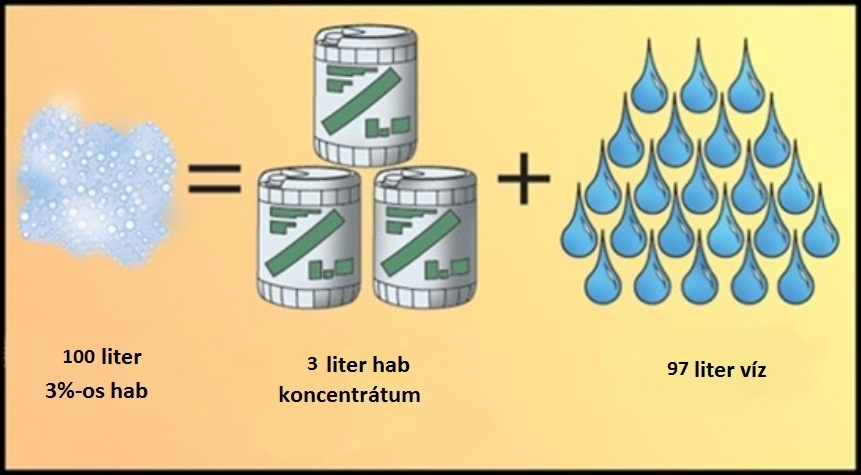 100 liter
3%-os hab
=
3 liter hab
koncentrátum
+
97 liter víz